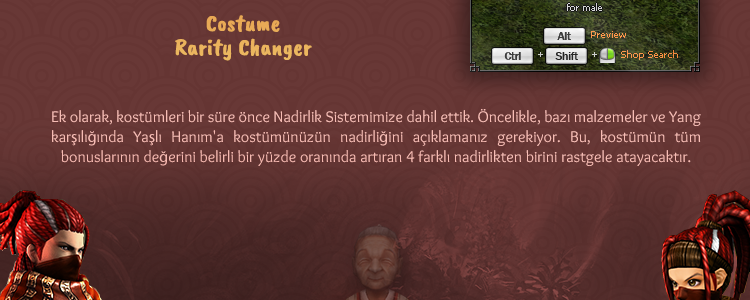 Costume
Rarity Changer
for male
Alt Preview
Ctrl + Shift + Shop Search
Ek olarak, kostümleri bir süre önce Nadirlik Sistemimize dahil ettik. Öncelikle, bazı malzemeler ve Yang
karşılığında Yaşlı Hanım'a kostümünüzün nadirliğini açıklamanız gerekiyor. Bu, kostümün tüm
bonuslarının değerini belirli bir yüzde oranında artıran 4 farklı nadirlikten birini rastgele atayacaktır.